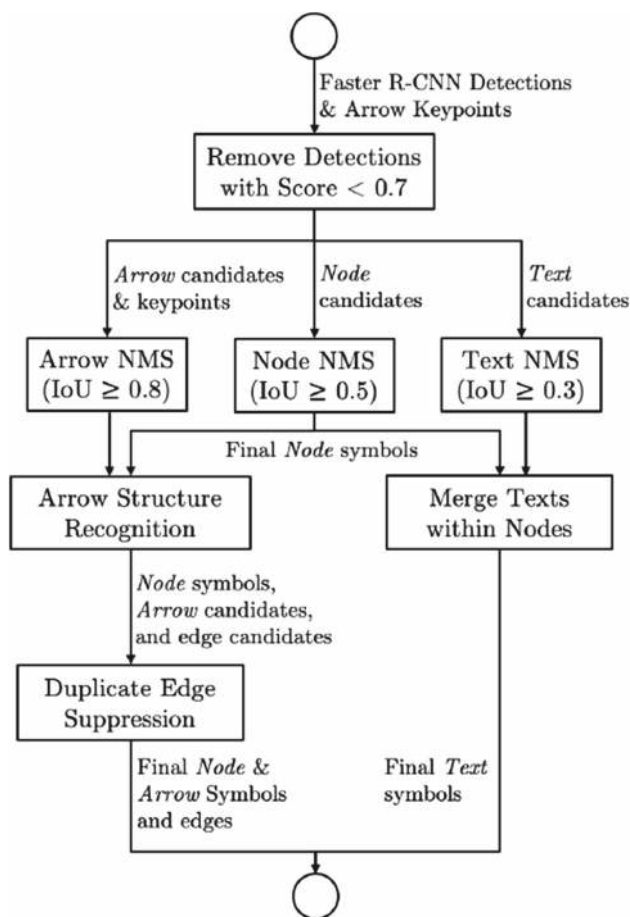 Faster R-CNN Detections
& Arrow Keypoints
Remove Detections
with Score < 0.7
Arrow candidates
& keypoints
Node
candidates
Text
candidates
Arrow NMS
(IoU ≥ 0.8)
Node NMS
(IoU ≥ 0.5)
Text NMS
(IoU ≥ 0.3)
Final Node symbols
Arrow Structure
Recognition
Merge Texts
within Nodes
Node symbols,
Arrow candidates,
and edge candidates
Duplicate Edge
Suppression
Final Node &
Arrow Symbols
and edges
Final Text
symbols